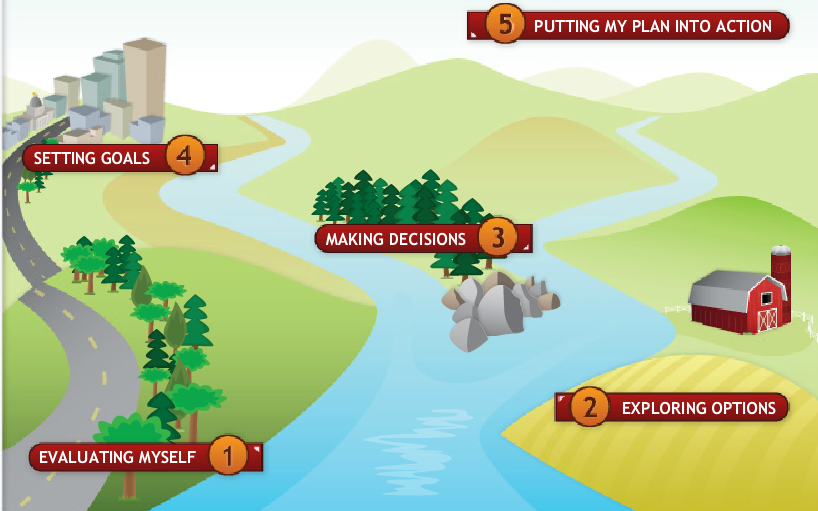 5 PUTTING MY PLAN INTO ACTION
SETTING GOALS 4
MAKING DECISIONS 3
2 EXPLORING OPTIONS
EVALUATING MYSELF 1